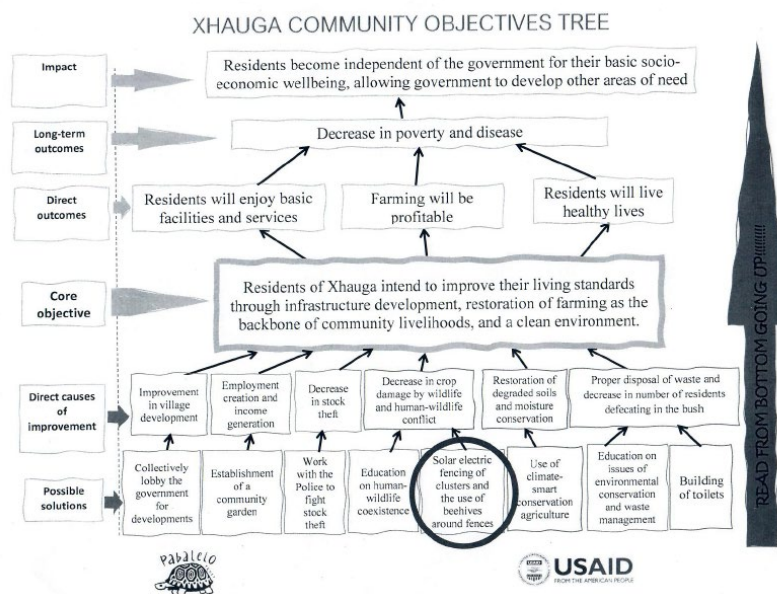 XHAUGA COMMUNITY OBJECTIVES TREE
Impact
Residents become independent of the government for their basic socio-
economic wellbeing, allowing government to develop other areas of need
Long-term
outcomes
Decrease in poverty and disease
Direct
outcomes
Residents will enjoy basic
facilities and services
Farming will be
profitable
Residents will live
healthy lives
Core
objective
Residents of Xhauga intend to improve their living standards
through infrastructure development, restoration of farming as the
backbone of community livelihoods, and a clean environment.
Direct causes
of
improvement
Improvement
in village
development
Employment
creation and
income
generation
Decrease
in stock
theft
Decrease in crop
damage by wildlife
and human-wildlife
conflict
Restoration of
degraded soils
and moisture
conservation
Proper disposal of waste and
decrease in number of residents
defecating in the bush
Possible
solutions
Collectively
lobby the
government
for
developments
Establishment
of a
community
garden
Work
with the
Police to
fight
stock
theft
Education
on human-
wildlife
coexistence
Solar electric
fencing of
clusters and
the use of
beehives
around fences
Use of
climate-
smart
conservation
agriculture
Education on
issues of
environmental
conservation
and waste
management
Building
of toilets
READ FROM BOTTOM GOING UP!!!!!!!!!
Pabalelo
USAID
FROM THE AMERICAN PEOPLE